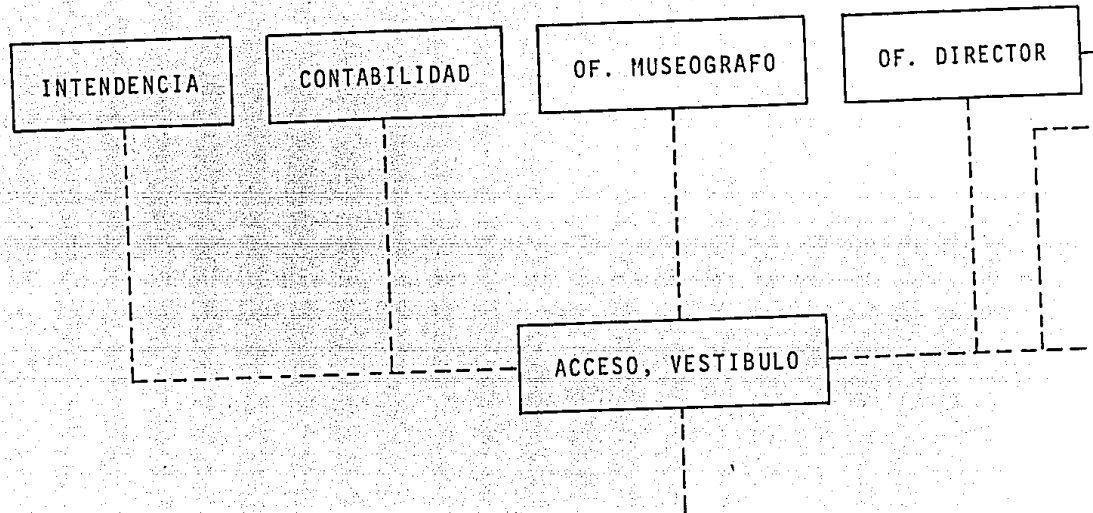 INTENDENCIA
CONTABILIDAD
OF. MUSEOGRAFO
OF. DIRECTOR
ACCESO, VESTIBULO